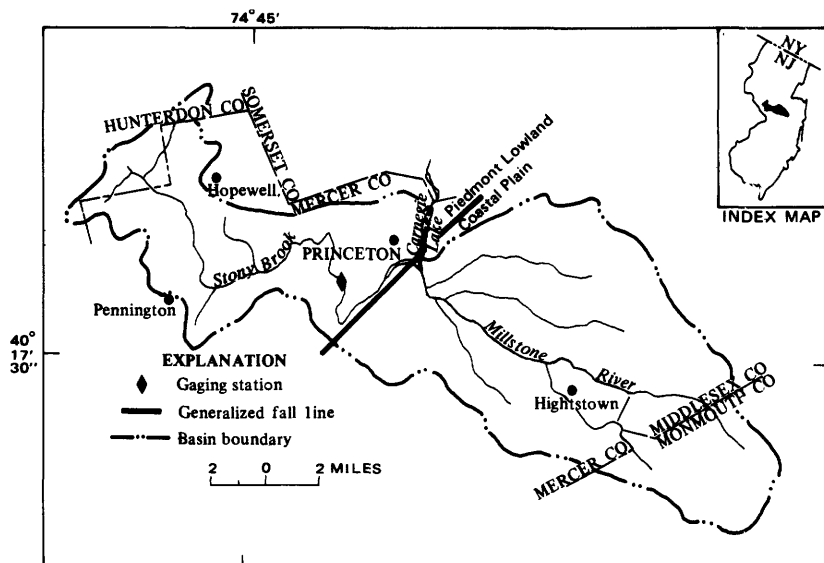 74°45'
NY
NJ
INDEX MAP
HUNTERDON CO.
SOMERSET CO.
MERCER CO
Hopewell
Piedmont Lowland
Coastal Plain
Carnegie
Lake
PRINCETON
Stony Brook
Pennington
40°
17'
30"
Millstone
River
Hightstown
MIDDLESEX CO
MONMOUTH CO
MERCER CO.
EXPLANATION
Gaging station
Generalized fall line
Basin boundary
2 0 2 MILES